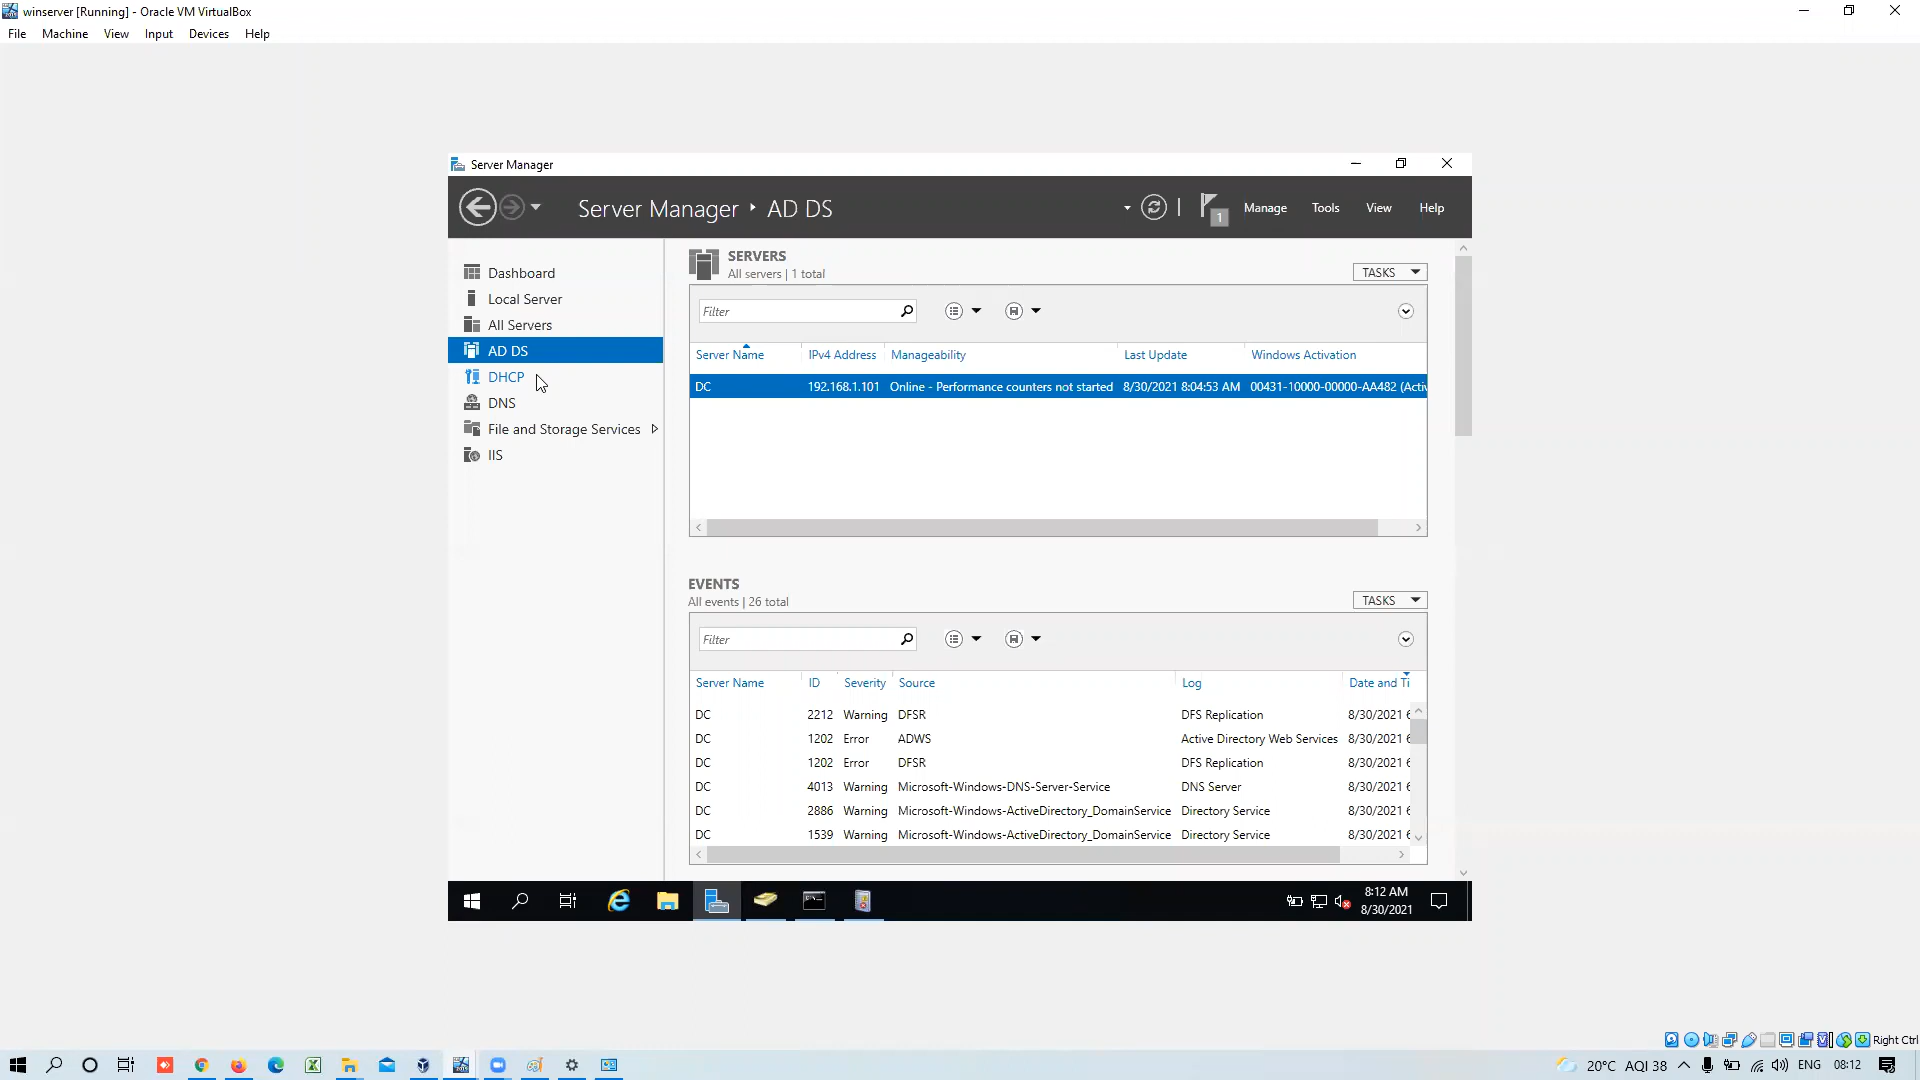 winserver [Running] - Oracle VM VirtualBox
File Machine View Input Devices Help
Server Manager
Server Manager ‣ AD DS
1
Manage Tools View Help
Dashboard
Local Server
All Servers
AD DS
DHCP
DNS
File and Storage Services
IIS
SERVERS
All servers | 1 total
TASKS
Filter
Server Name IPv4 Address Manageability Last Update Windows Activation
DC 192.168.1.101 Online - Performance counters not started 8/30/2021 8:04:53 AM 00431-10000-00000-AA482 (Activ
EVENTS
All events | 26 total
TASKS
Filter
Server Name ID Severity Source Log Date and Ti
DC 2212 Warning DFSR DFS Replication 8/30/2021 6
DC 1202 Error ADWS Active Directory Web Services 8/30/2021 6
DC 1202 Error DFSR DFS Replication 8/30/2021 6
DC 4013 Warning Microsoft-Windows-DNS-Server-Service DNS Server 8/30/2021 6
DC 2886 Warning Microsoft-Windows-ActiveDirectory_DomainService Directory Service 8/30/2021 6
DC 1539 Warning Microsoft-Windows-ActiveDirectory_DomainService Directory Service 8/30/2021 6
8:12 AM
8/30/2021
Right Ctrl
20°C AQI 38 ENG 08:12